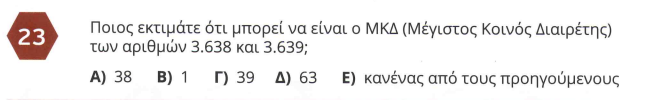 23
Ποιος εκτιμάτε ότι μπορεί να είναι ο ΜΚΔ (Μέγιστος Κοινός Διαιρέτης)
των αριθμών 3.638 και 3.639;
Α) 38 Β) 1 Γ) 39 Δ) 63 Ε) κανένας από τους προηγούμενους